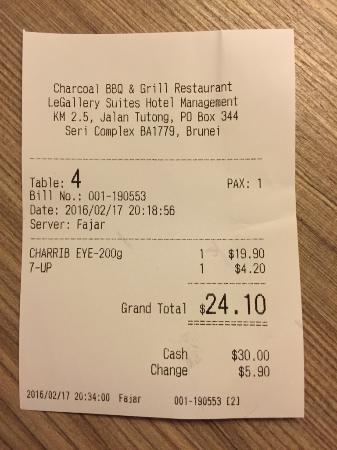 Charcoal BBQ & Grill Restaurant
LeGallery Suites Hotel Management
KM 2.5, Jalan Tutong, PO Box 344
Seri Complex BA1779, Brunei
Table: 4 PAX: 1
Bill No.: 001-190553
Date: 2016/02/17 20:18:56
Server: Fajar
CHARRIB EYE-200g 1 $19.90
7-UP 1 $4.20
Grand Total $24.10
Cash $30.00
Change $5.90
2016/02/17 20:34:00 Fajar 001-190553 [2]